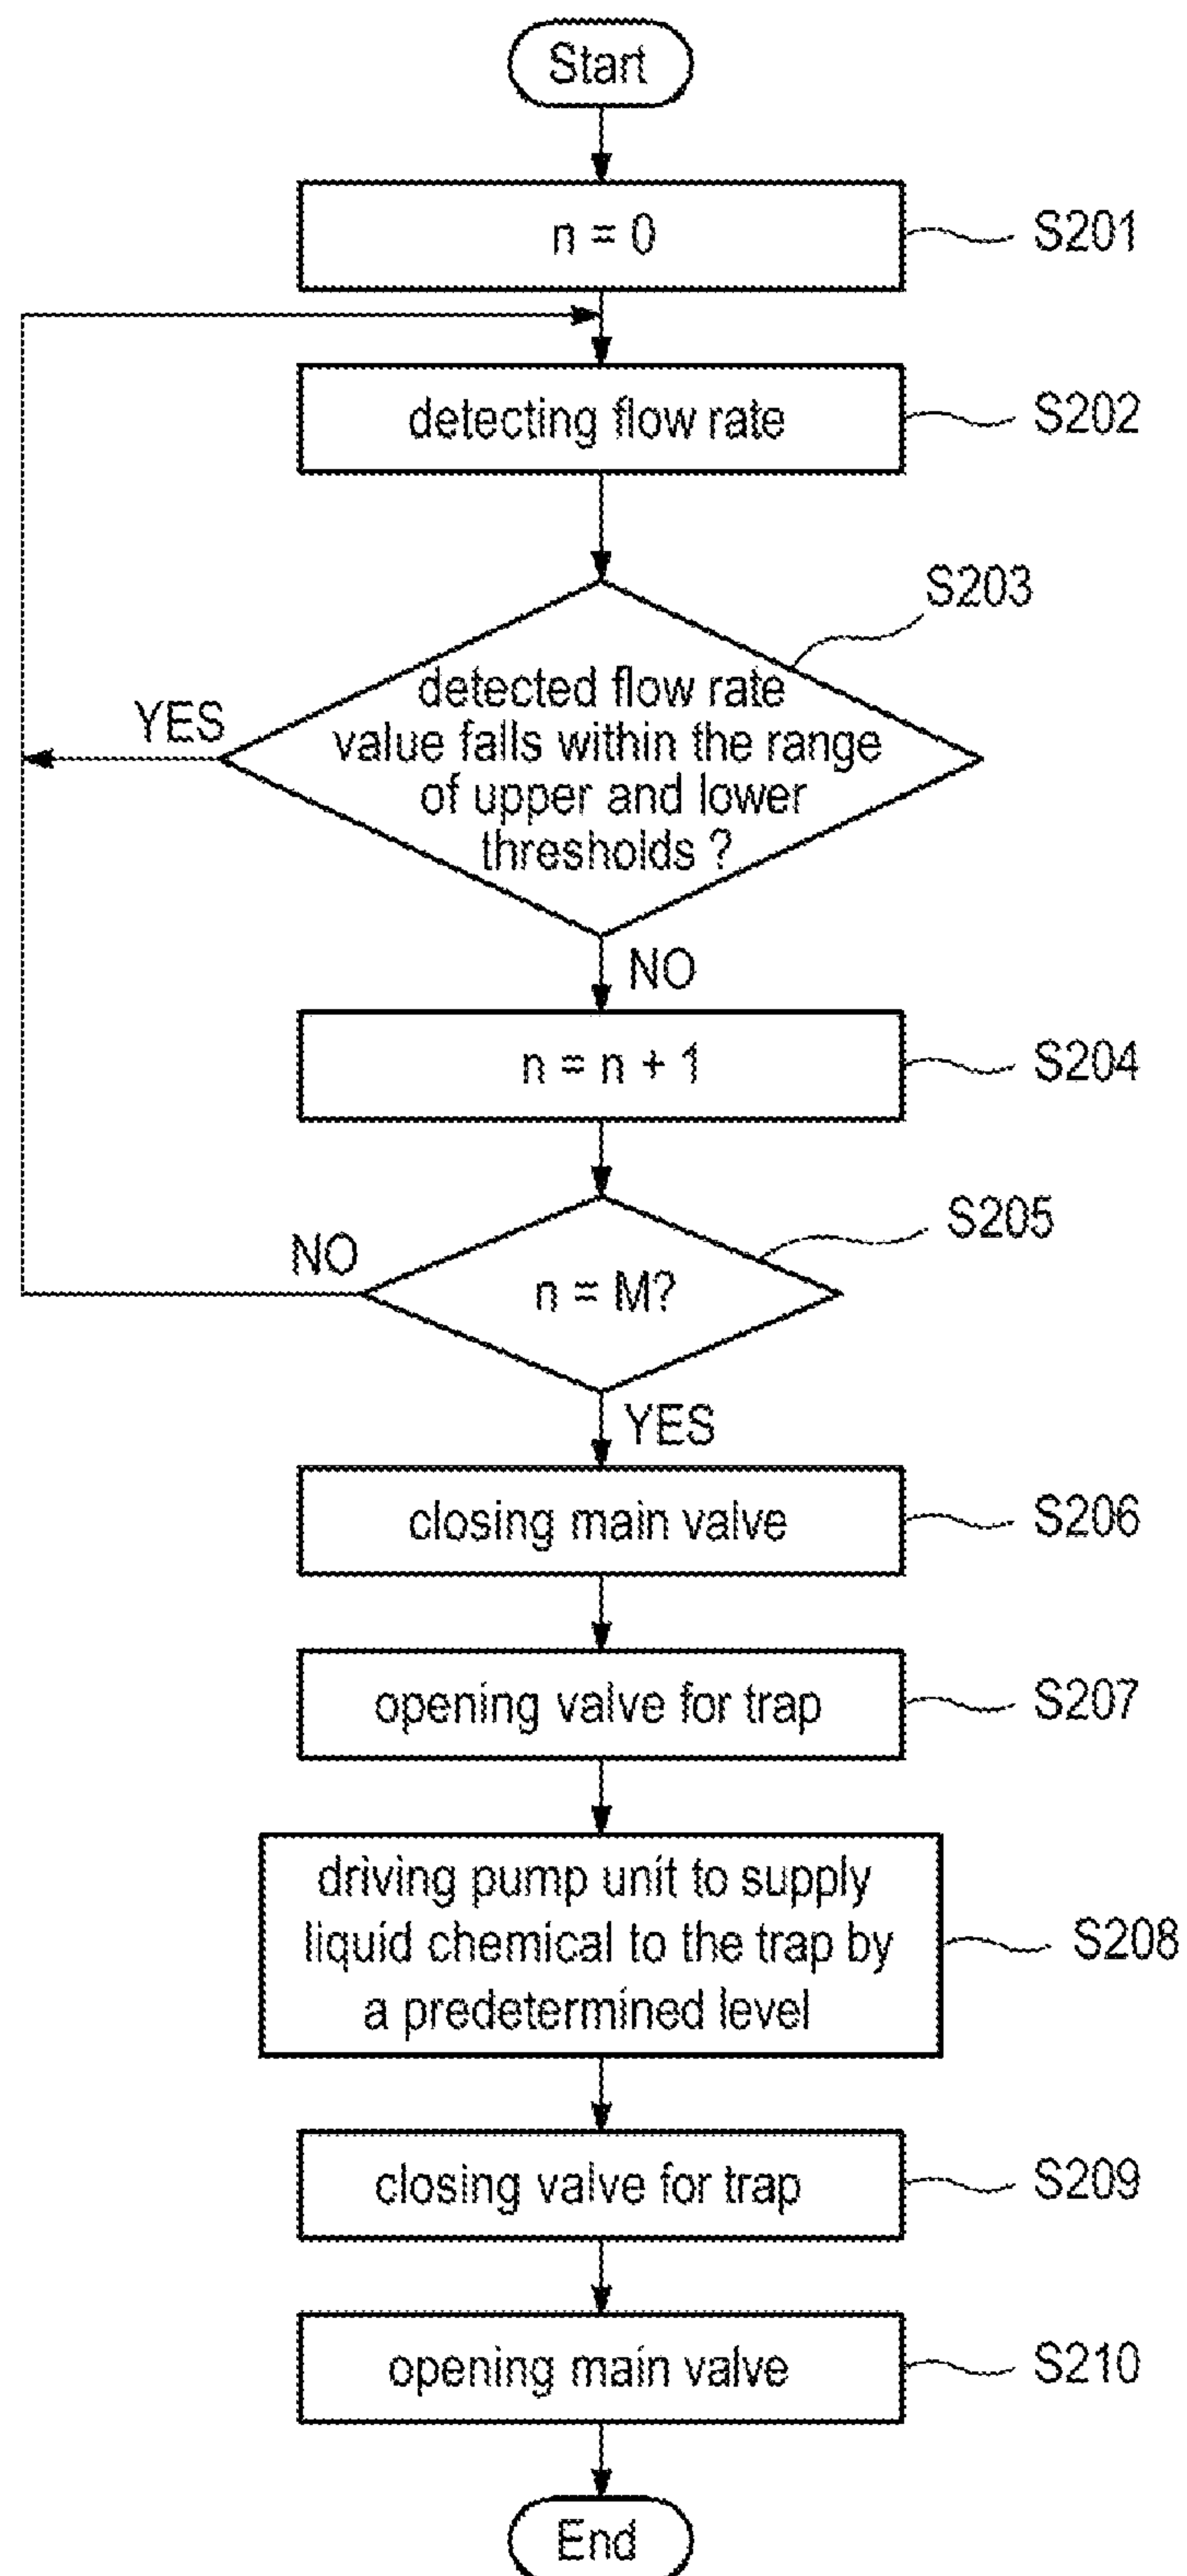 Start
n = 0
S201
detecting flow rate
S202
S203
detected flow rate
value falls within the range
of upper and lower
thresholds ?
YES
NO
n = n + 1
S204
S205
n = M?
NO
YES
closing main valve
S206
opening valve for trap
S207
driving pump unit to supply
liquid chemical to the trap by
a predetermined level
S208
closing valve for trap
S209
opening main valve
S210
End